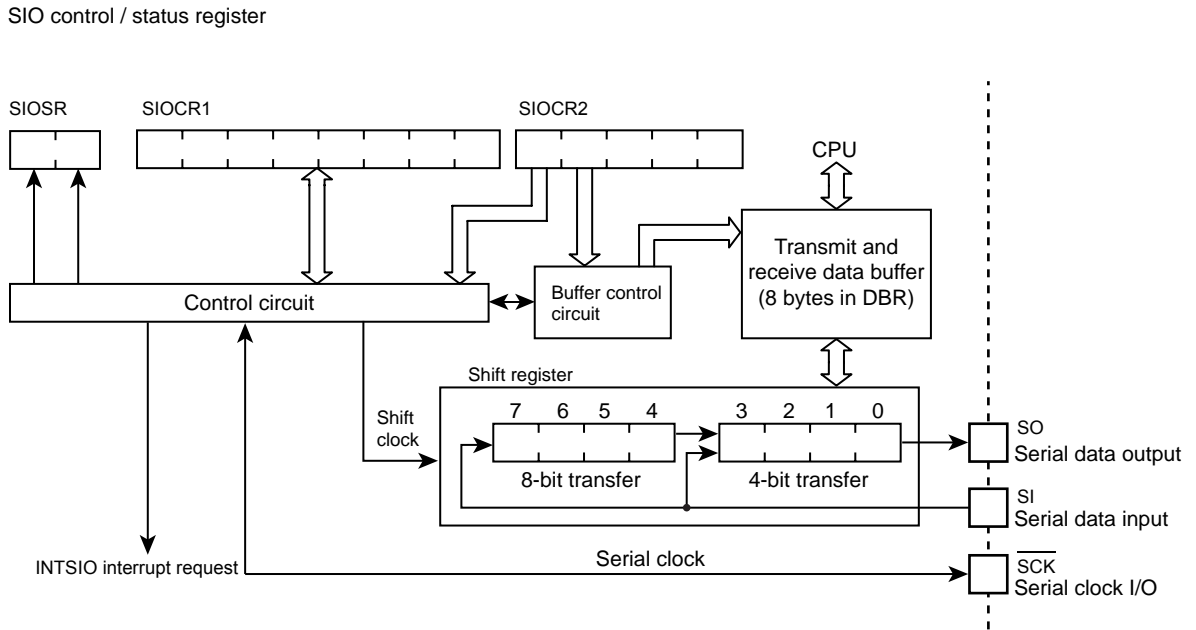 SIO control / status register
SIOSR
SIOCR1
SIOCR2
CPU
Transmit and
receive data buffer
(8 bytes in DBR)
Control circuit
Buffer control
circuit
Shift register
Shift
clock
7 6 5 4
3 2 1 0
8-bit transfer
4-bit transfer
SO
Serial data output
SI
Serial data input
INTSIO interrupt request
Serial clock
SCK
Serial clock I/O